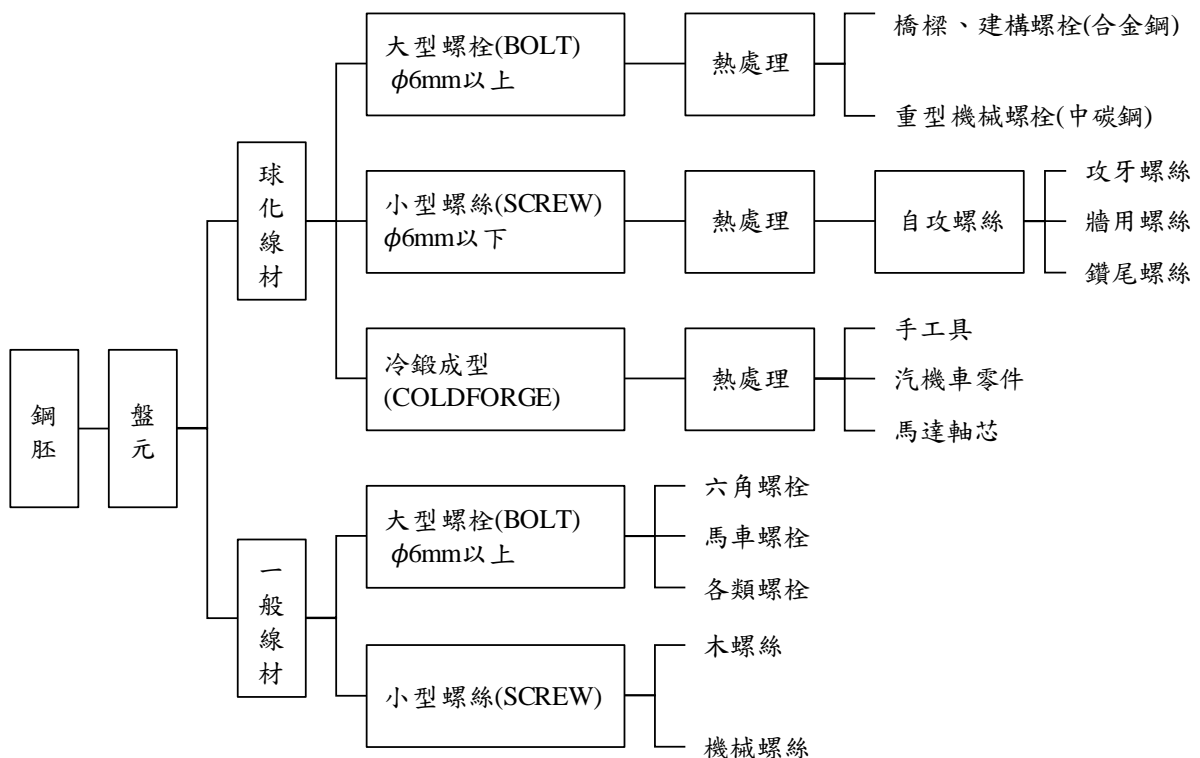 鋼胚
盤元
球化線材
大型螺栓(BOLT)
ϕ6mm以上
熱處理
橋樑、建構螺栓(合金鋼)
重型機械螺栓(中碳鋼)
小型螺絲(SCREW)
ϕ6mm以下
熱處理
自攻螺絲
攻牙螺絲
牆用螺絲
鑽尾螺絲
冷鍛成型
(COLDFORGE)
熱處理
手工具
汽機車零件
馬達軸芯
一般線材
大型螺栓(BOLT)
ϕ6mm以上
六角螺栓
馬車螺栓
各類螺栓
小型螺絲(SCREW)
木螺絲
機械螺絲